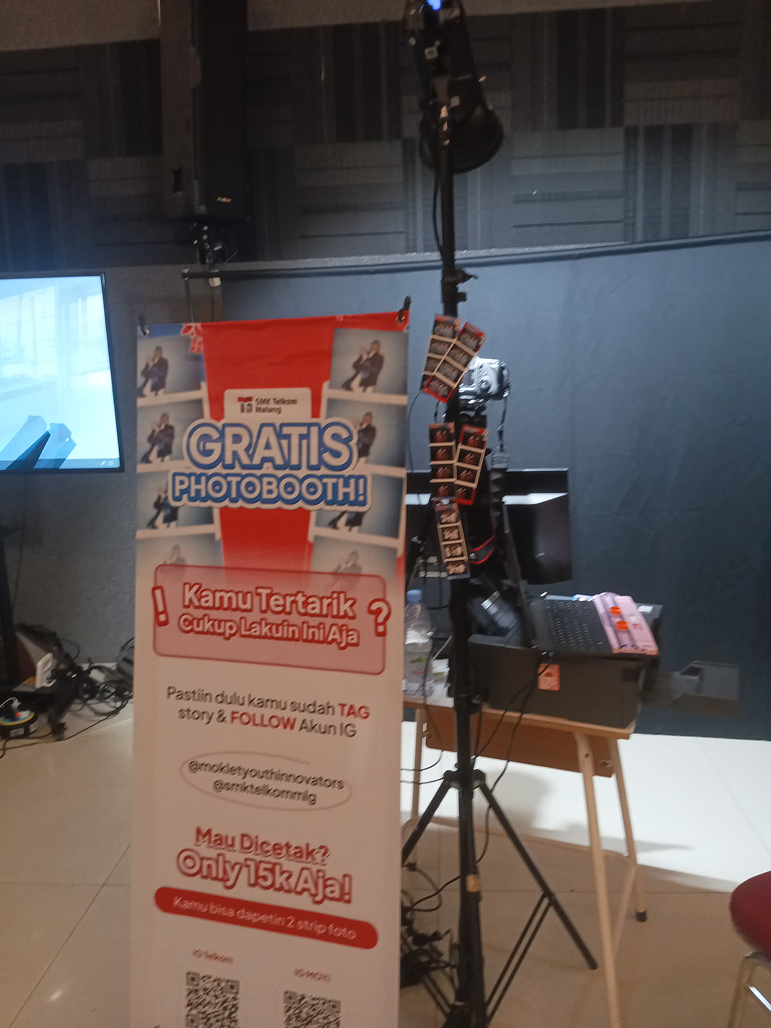 SMK Telkom
Malang
GRATIS
PHOTOBOOTH!
! Kamu Tertarik ?
Cukup Lakuin Ini Aja
Pastiin dulu kamu sudah TAG
story & FOLLOW Akun IG
@mokletyouthinnovators
@smktelkommlg
Mau Dicetak?
Only 15k Aja!
Kamu bisa dapetin 2 strip foto
IG Telkom
IG MOYI